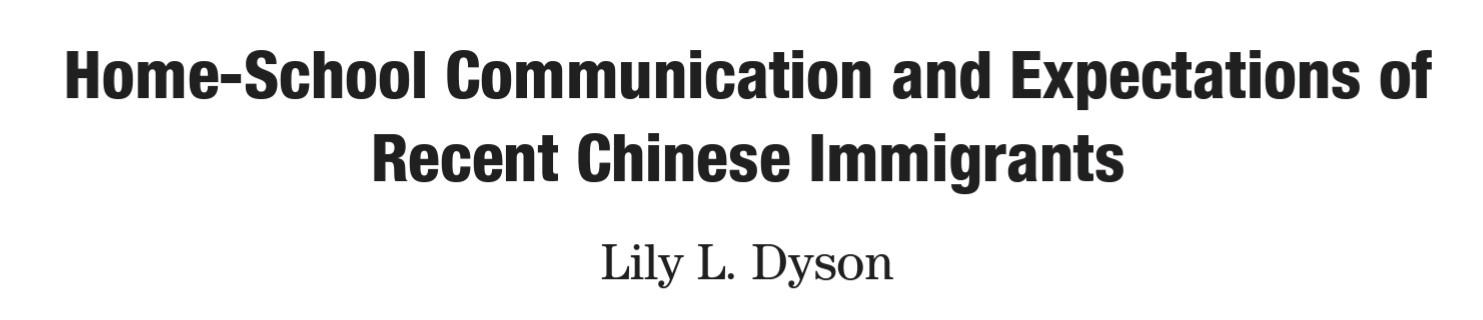 Home-School Communication and Expectations of
Recent Chinese Immigrants
Lily L. Dyson